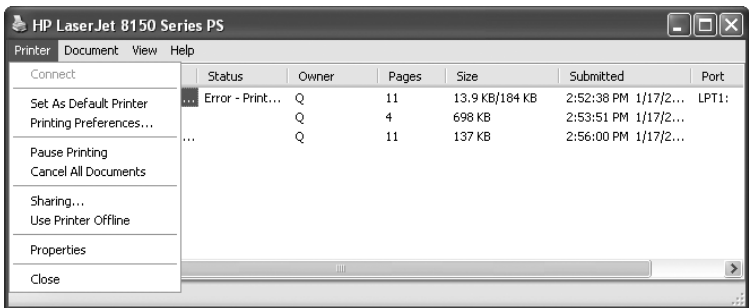 HP LaserJet 8150 Series PS
Printer Document View Help
Connect
Set As Default Printer
Printing Preferences...
Pause Printing
Cancel All Documents
Sharing...
Use Printer Offline
Properties
Close
Status Owner Pages Size Submitted Port
... Error - Print... Q 11 13.9 KB/184 KB 2:52:38 PM 1/17/2... LPT1:
Q 4 698 KB 2:53:51 PM 1/17/2...
... Q 11 137 KB 2:56:00 PM 1/17/2...